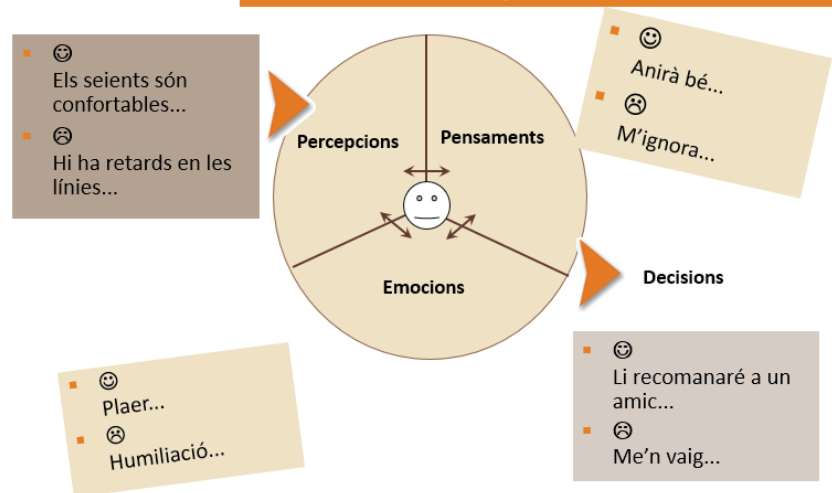 ☺
Els seients són
confortables...
☹
Hi ha retards en les
línies...
Percepcions
Pensaments
☺
Anirà bé...
☹
M’ignora...
Emocions
Decisions
☺
Plaer...
☹
Humiliació...
☺
Li recomanaré a un
amic...
☹
Me’n vaig...